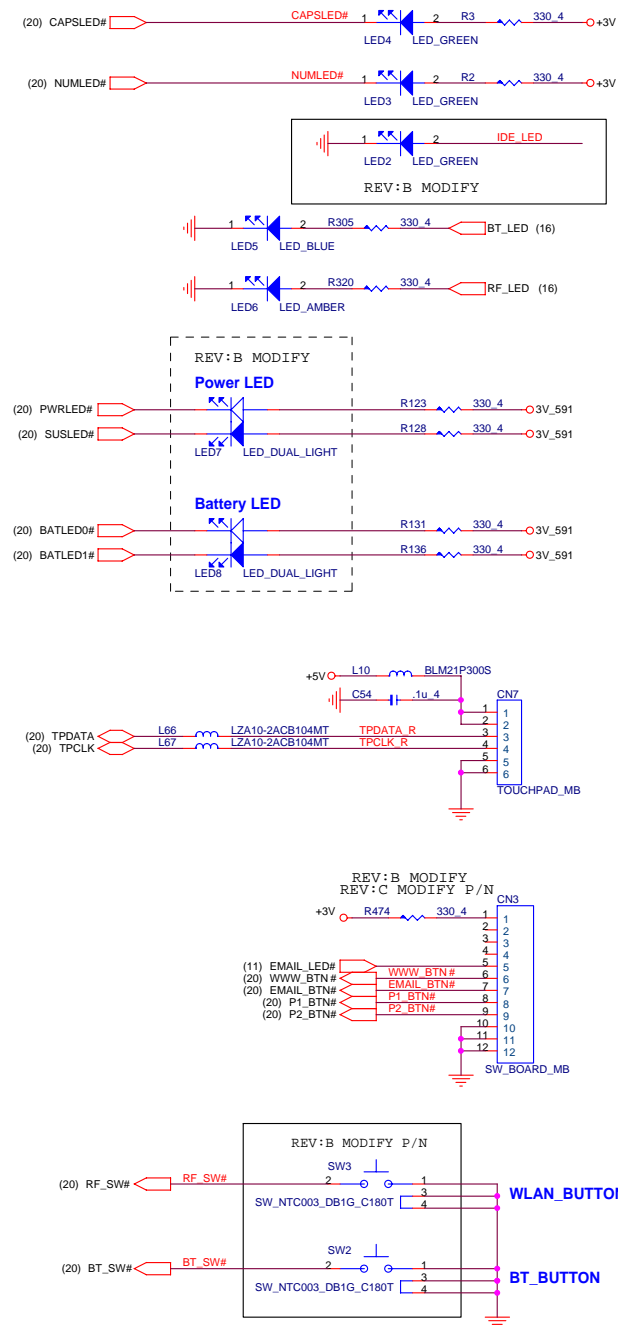 (20) CAPSLED# CAPSLED# 1 2 R3 330_4 +3V
LED4 LED_GREEN
(20) NUMLED# NUMLED# 1 2 R2 330_4 +3V
LED3 LED_GREEN
1 2 IDE_LED
LED2 LED_GREEN
REV:B MODIFY
1 2 R305 330_4 BT_LED (16)
LED5 LED_BLUE
1 2 R320 330_4 RF_LED (16)
LED6 LED_AMBER
REV:B MODIFY
Power LED
(20) PWRLED# R123 330_4 3V_591
(20) SUSLED# R128 330_4 3V_591
LED7 LED_DUAL_LIGHT
Battery LED
(20) BATLED0# R131 330_4 3V_591
(20) BATLED1# R136 330_4 3V_591
LED8 LED_DUAL_LIGHT
+5V L10 BLM21P300S
C54 .1u_4 CN7
1 1
2 2
(20) TPDATA L66 LZA10-2ACB104MT TPDATA_R 3 3
(20) TPCLK L67 LZA10-2ACB104MT TPCLK_R 4 4
5 5
6 6
TOUCHPAD_MB
REV:B MODIFY
REV:C MODIFY P/N
CN3
+3V R474 330_4 1 1
2 2
3 3
4 4
(11) EMAIL_LED# 5 5
(20) WWW_BTN# WWW_BTN# 6 6
(20) EMAIL_BTN# EMAIL_BTN# 7 7
(20) P1_BTN# P1_BTN# 8 8
(20) P2_BTN# P2_BTN# 9 9
10 10
11 11
12 12
SW_BOARD_MB
REV:B MODIFY P/N
SW3
(20) RF_SW# RF_SW# 2 1
SW_NTC003_DB1G_C180T 3 WLAN_BUTTON
4
SW2
(20) BT_SW# BT_SW# 2 1
SW_NTC003_DB1G_C180T 3 BT_BUTTON
4